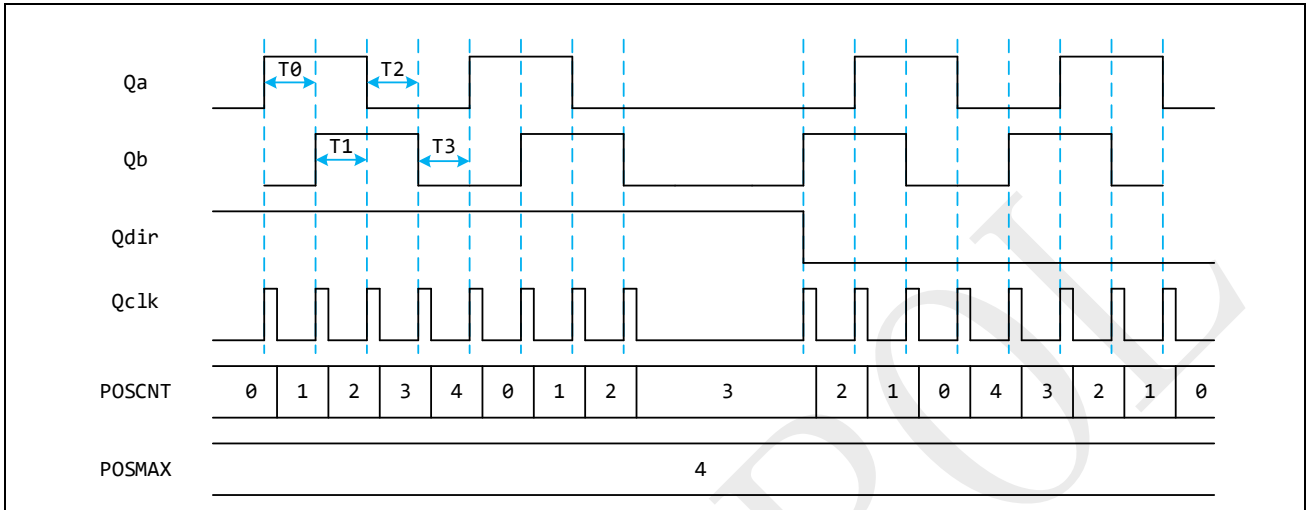 Qa
T0
T2
Qb
T1
T3
Qdir
Qclk
POSCNT 0 1 2 3 4 0 1 2 3 2 1 0 4 3 2 1 0
POSMAX 4
POL